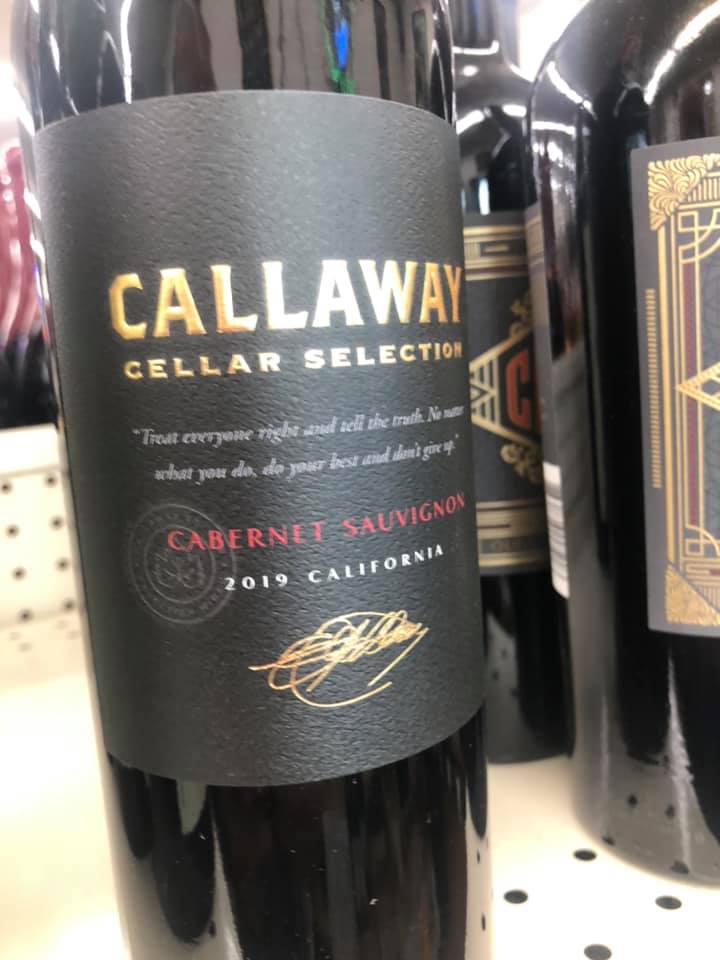 CALLAWAY
CELLAR SELECTION
"Treat everyone right and tell the truth. No matter
what you do, do your best and don't give up."
CABERNET SAUVIGNON
2019 CALIFORNIA